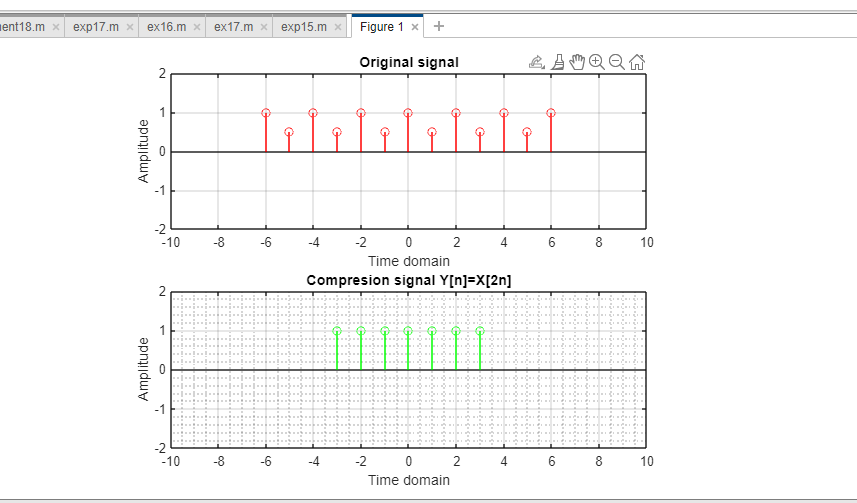 ent18.m × exp17.m × ex16.m × ex17.m × exp15.m × Figure 1 × +
Original signal
2
1
0
-1
-2
Amplitude
-10 -8 -6 -4 -2 0 2 4 6 8 10
Time domain
Compresion signal Y[n]=X[2n]
2
1
0
-1
-2
Amplitude
-10 -8 -6 -4 -2 0 2 4 6 8 10
Time domain